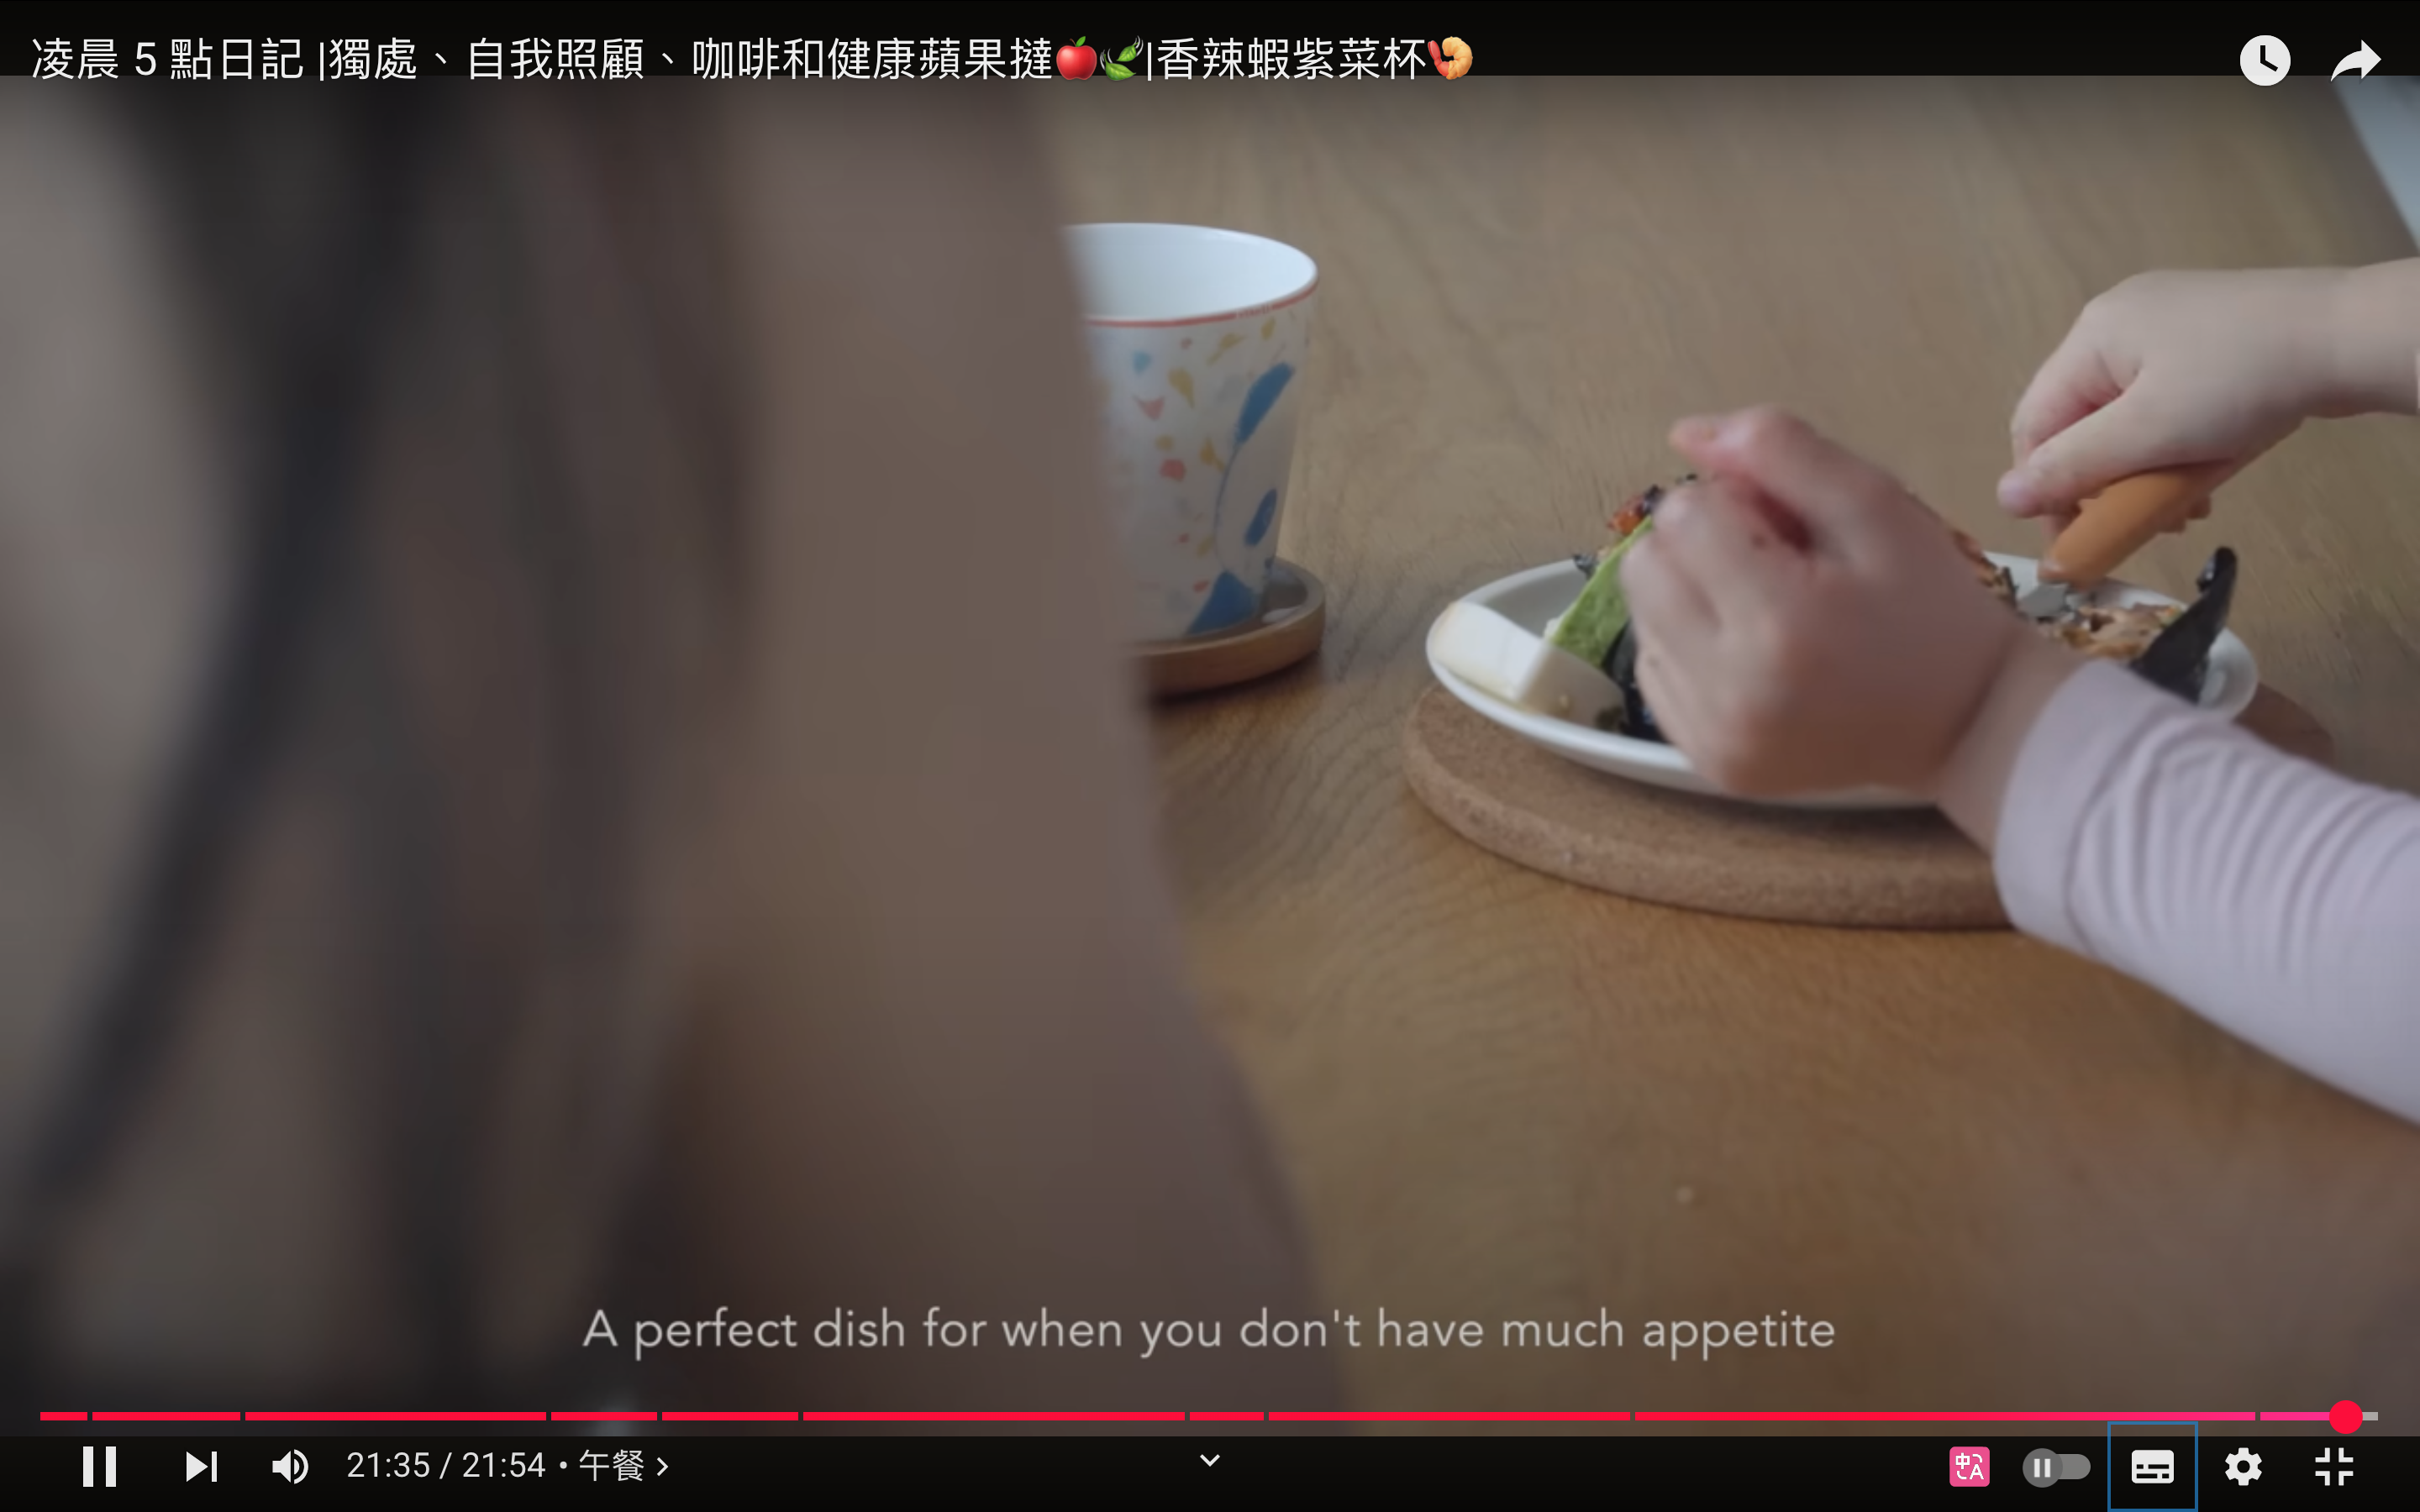 凌晨 5 點日記 |獨處、自我照顧、咖啡和健康蘋果撻🍎🍃|香辣蝦紫菜杯🍤
A perfect dish for when you don't have much appetite
21:35 / 21:54 • 午餐 >
中A